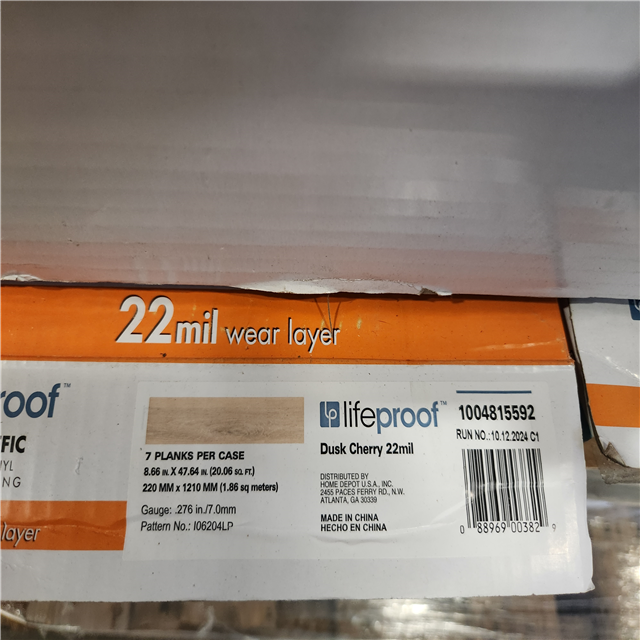 22mil wear layer
roof™
FIC
NYL
NG
layer
7 PLANKS PER CASE
8.66 IN. X 47.64 IN. (20.06 SQ. FT.)
220 MM x 1210 MM (1.86 sq meters)
Gauge: .276 in./7.0mm
Pattern No.: I06204LP
lifeproof™
Dusk Cherry 22mil
DISTRIBUTED BY
HOME DEPOT U.S.A., INC.
2455 PACES FERRY RD., N.W.
ATLANTA, GA 30339
MADE IN CHINA
HECHO EN CHINA
1004815592
RUN NO.:10.12.2024 C1
0 88969 00382 9